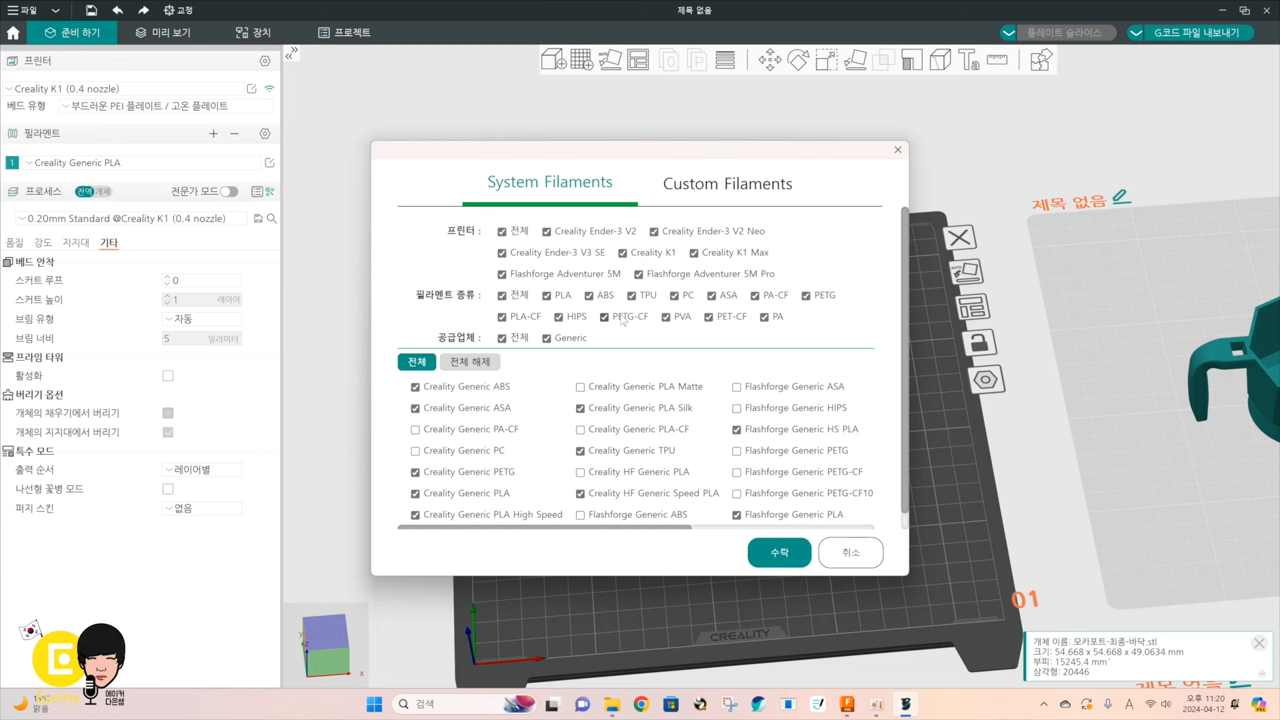 파일 교정 제목 없음
준비 하기 미리 보기 장치 프로젝트 플레이트 슬라이스 G코드 파일 내보내기
프린터
Creality K1 (0.4 nozzle)
베드 유형 부드러운 PEI 플레이트 / 고온 플레이트
필라멘트
1 Creality Generic PLA
프로세스 전역 개체 전문가 모드
0.20mm Standard @Creality K1 (0.4 nozzle)
품질 강도 지지대 기타
베드 안착
스커트 루프 0
스커트 높이 1 레이어
브림 유형 자동
브림 너비 5 밀리미터
프라임 타워
활성화
버리기 옵션
개체의 채우기에서 버리기
개체의 지지대에서 버리기
특수 모드
출력 순서 레이어별
나선형 꽃병 모드
퍼지 스킨 없음
System Filaments Custom Filaments
프린터 : 전체 Creality Ender-3 V2 Creality Ender-3 V2 Neo
Creality Ender-3 V3 SE Creality K1 Creality K1 Max
Flashforge Adventurer 5M Flashforge Adventurer 5M Pro
필라멘트 종류 : 전체 PLA ABS TPU PC ASA PA-CF PETG
PLA-CF HIPS PETG-CF PVA PET-CF PA
공급업체 : 전체 Generic
전체 전체 해제
Creality Generic ABS Creality Generic PLA Matte Flashforge Generic ASA
Creality Generic ASA Creality Generic PLA Silk Flashforge Generic HIPS
Creality Generic PA-CF Creality Generic PLA-CF Flashforge Generic HS PLA
Creality Generic PC Creality Generic TPU Flashforge Generic PETG
Creality Generic PETG Creality HF Generic PLA Flashforge Generic PETG-CF
Creality Generic PLA Creality HF Generic Speed PLA Flashforge Generic PETG-CF10
Creality Generic PLA High Speed Flashforge Generic ABS Flashforge Generic PLA
수락 취소
제목 없음
01
CREALITY
개체 이름: 모카포트-최종-바닥.stl
크기: 54.668 x 54.668 x 49.0634 mm
부피: 15245.4 mm³
삼각형: 20446
메이커
다은쌤
맑음
검색
A
오후 11:20
2024-04-12